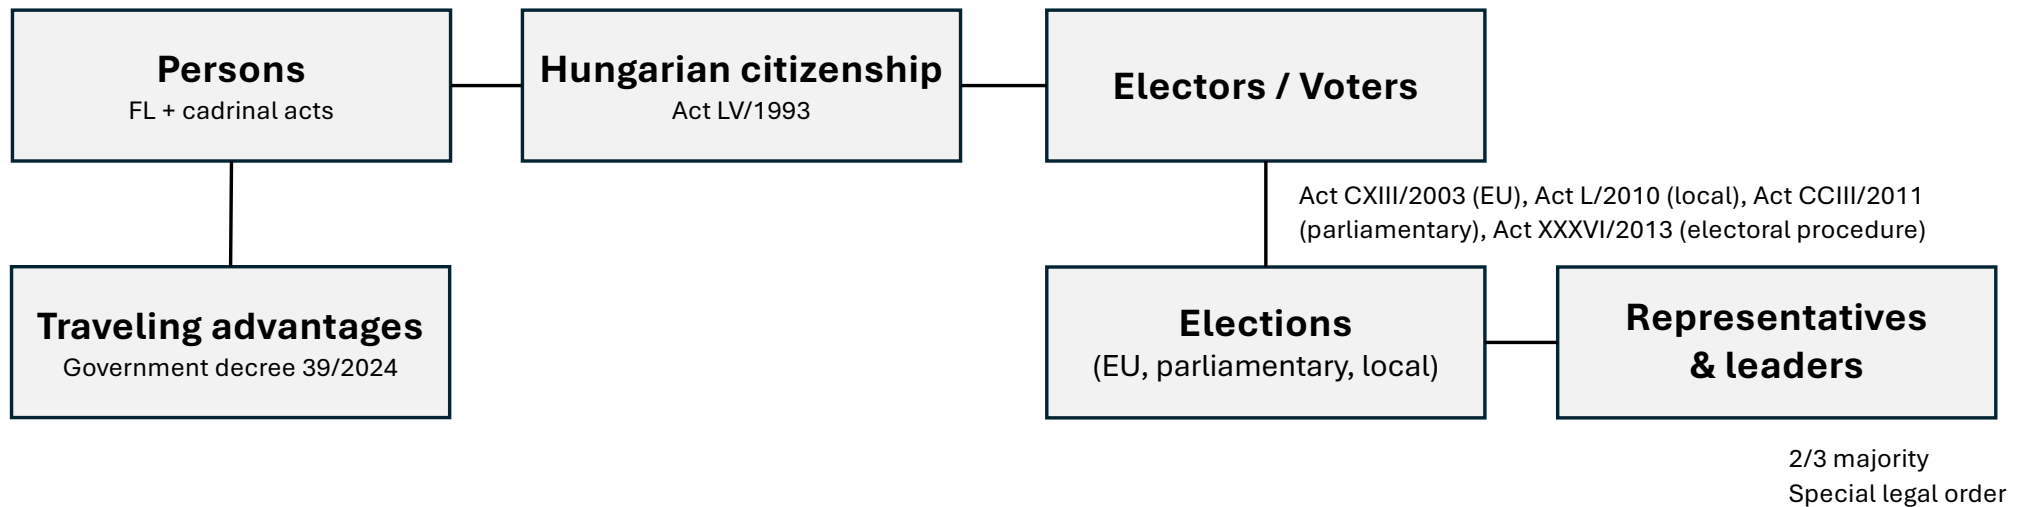 Persons
FL + cadrinal acts
Hungarian citizenship
Act LV/1993
Electors / Voters
Act CXIII/2003 (EU), Act L/2010 (local), Act CCIII/2011
(parliamentary), Act XXXVI/2013 (electoral procedure)
Traveling advantages
Government decree 39/2024
Elections
(EU, parliamentary, local)
Representatives
& leaders
2/3 majority
Special legal order